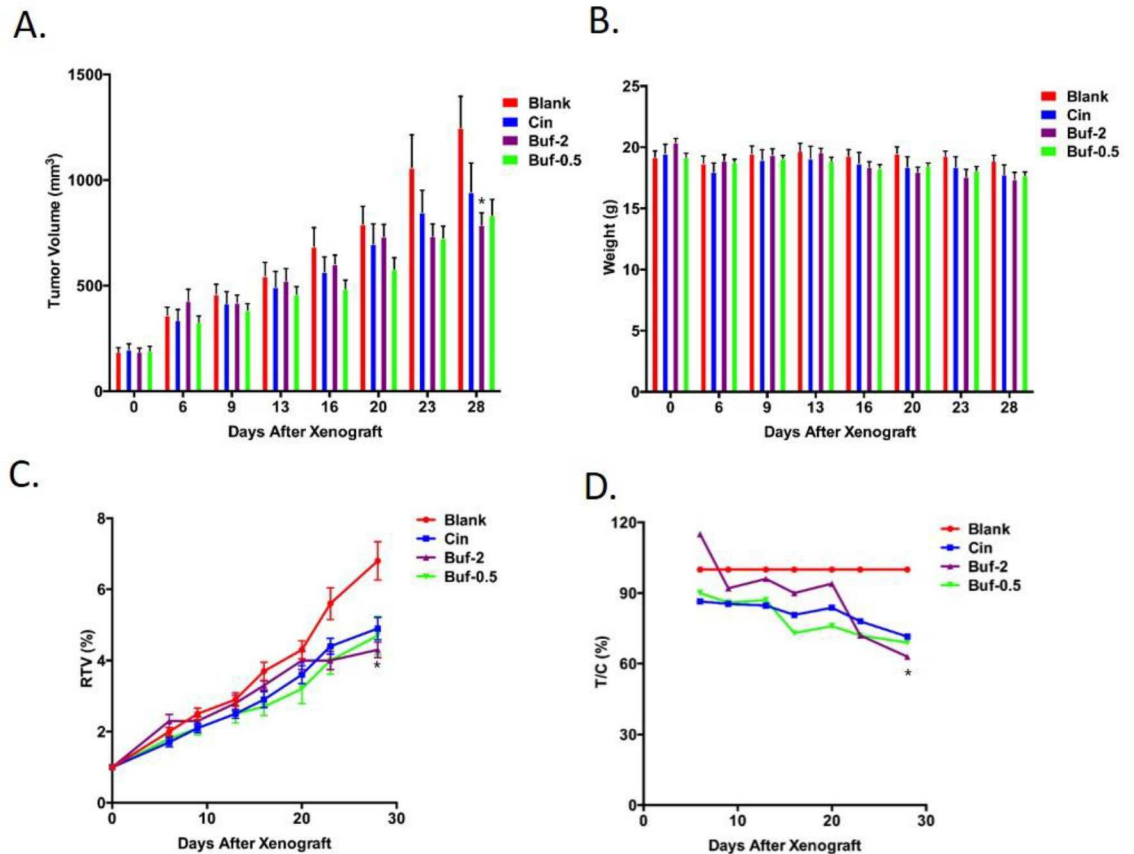 A.
Tumor Volume (mm³)
1500
1000
500
0
0 6 9 13 16 20 23 28
Days After Xenograft
*
Blank
Cin
Buf-2
Buf-0.5
B.
Weight (g)
25
20
15
10
5
0
0 6 9 13 16 20 23 28
Days After Xenograft
Blank
Cin
Buf-2
Buf-0.5
C.
RTV (%)
8
6
4
2
0
0 10 20 30
Days After Xenograft
*
Blank
Cin
Buf-2
Buf-0.5
D.
T/C (%)
120
90
60
30
0
0 10 20 30
Days After Xenograft
*
Blank
Cin
Buf-2
Buf-0.5